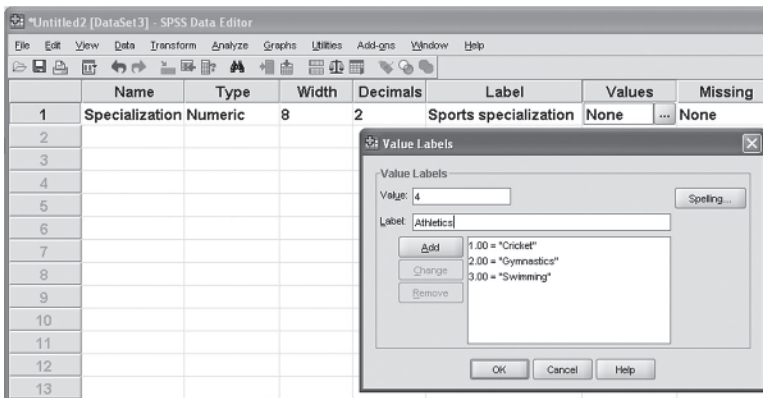 *Untitled2 [DataSet3] - SPSS Data Editor
File Edit View Data Transform Analyze Graphs Utilities Add-ons Window Help
Name Type Width Decimals Label Values Missing
1 Specialization Numeric 8 2 Sports specialization None ... None
2
3
4
5
6
7
8
9
10
11
12
13
Value Labels
Value Labels
Value: 4
Spelling...
Label: Athletics
Add
Change
Remove
1.00 = "Cricket"
2.00 = "Gymnastics"
3.00 = "Swimming"
OK Cancel Help